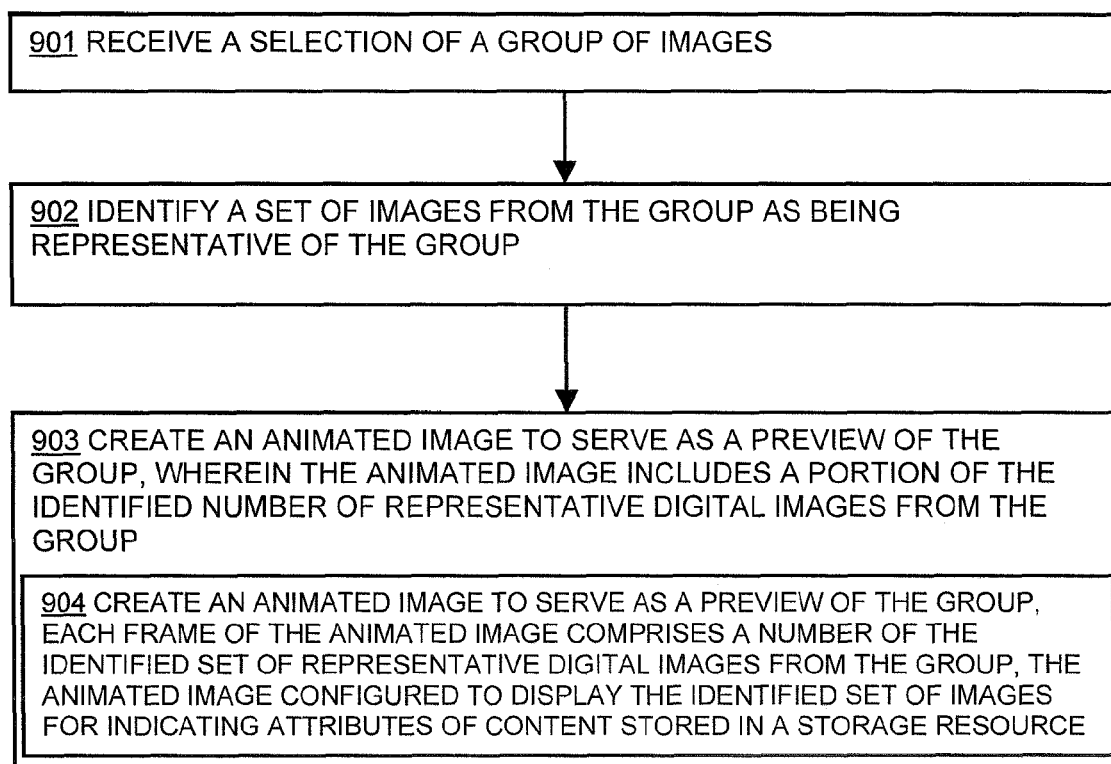 901 RECEIVE A SELECTION OF A GROUP OF IMAGES
902 IDENTIFY A SET OF IMAGES FROM THE GROUP AS BEING
REPRESENTATIVE OF THE GROUP
903 CREATE AN ANIMATED IMAGE TO SERVE AS A PREVIEW OF THE
GROUP, WHEREIN THE ANIMATED IMAGE INCLUDES A PORTION OF THE
IDENTIFIED NUMBER OF REPRESENTATIVE DIGITAL IMAGES FROM THE
GROUP
904 CREATE AN ANIMATED IMAGE TO SERVE AS A PREVIEW OF THE GROUP,
EACH FRAME OF THE ANIMATED IMAGE COMPRISES A NUMBER OF THE
IDENTIFIED SET OF REPRESENTATIVE DIGITAL IMAGES FROM THE GROUP, THE
ANIMATED IMAGE CONFIGURED TO DISPLAY THE IDENTIFIED SET OF IMAGES
FOR INDICATING ATTRIBUTES OF CONTENT STORED IN A STORAGE RESOURCE